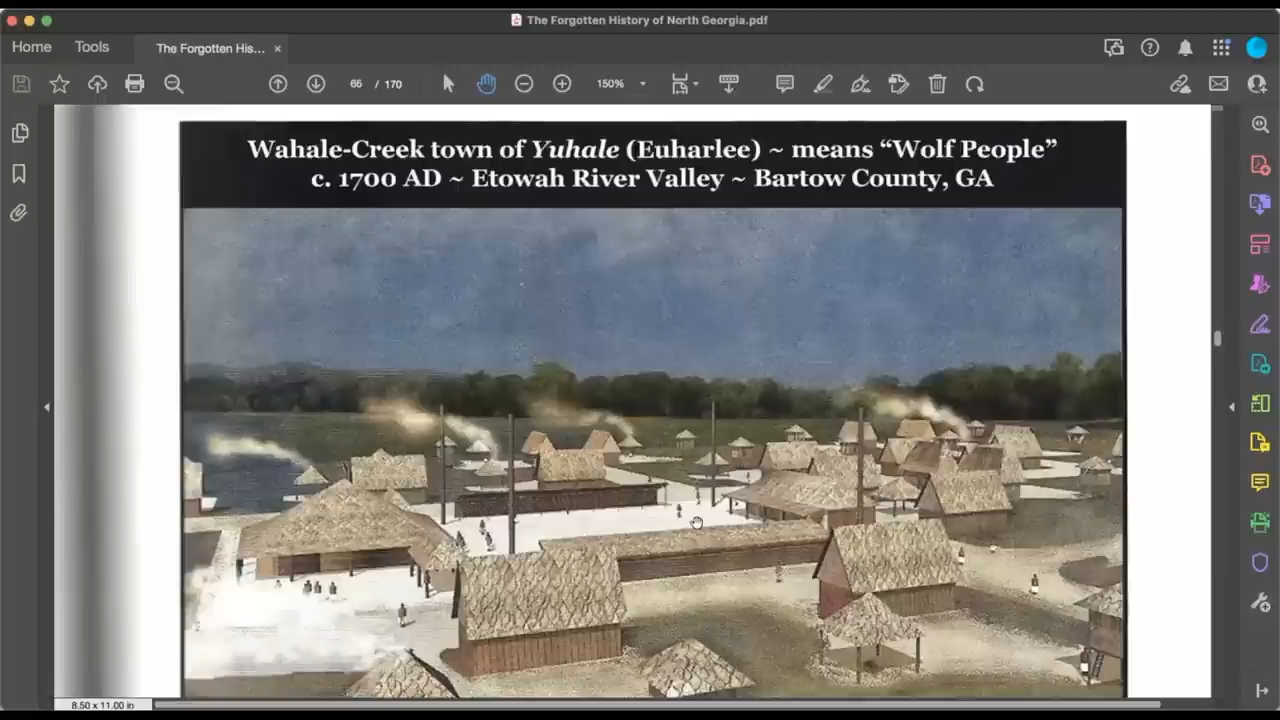 The Forgotten History of North Georgia.pdf
Home Tools The Forgotten His... ×
66 / 170 150%
Wahale-Creek town of Yuhale (Euharlee) ~ means “Wolf People”
c. 1700 AD ~ Etowah River Valley ~ Bartow County, GA
8.50 x 11.00 in